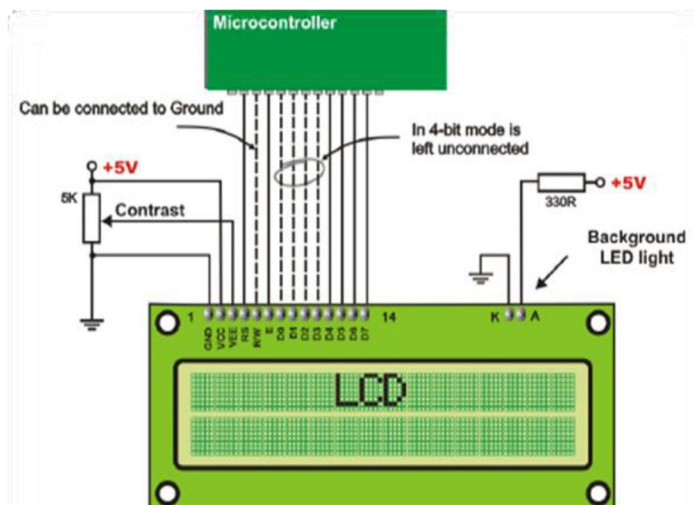 Microcontroller
Can be connected to Ground
In 4-bit mode is
left unconnected
+5V
5K
Contrast
+5V
330R
Background
LED light
1
14
K
A
GND
VCC
VEE
RS
R/W
E
D0
D1
D2
D3
D4
D5
D6
D7
LCD